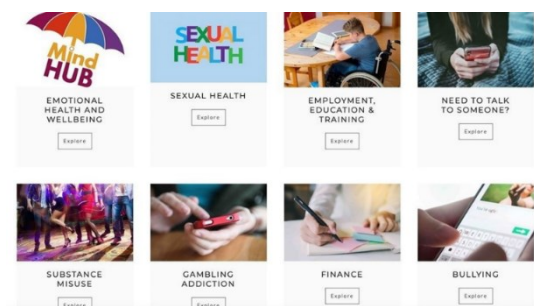 Mind
HUB
SEXUAL
HEALTH
EMOTIONAL
HEALTH AND
WELLBEING
Explore
SEXUAL HEALTH
Explore
EMPLOYMENT,
EDUCATION &
TRAINING
Explore
NEED TO TALK
TO SOMEONE?
Explore
SUBSTANCE
MISUSE
Explore
GAMBLING
ADDICTION
Explore
FINANCE
Explore
BULLYING
Explore